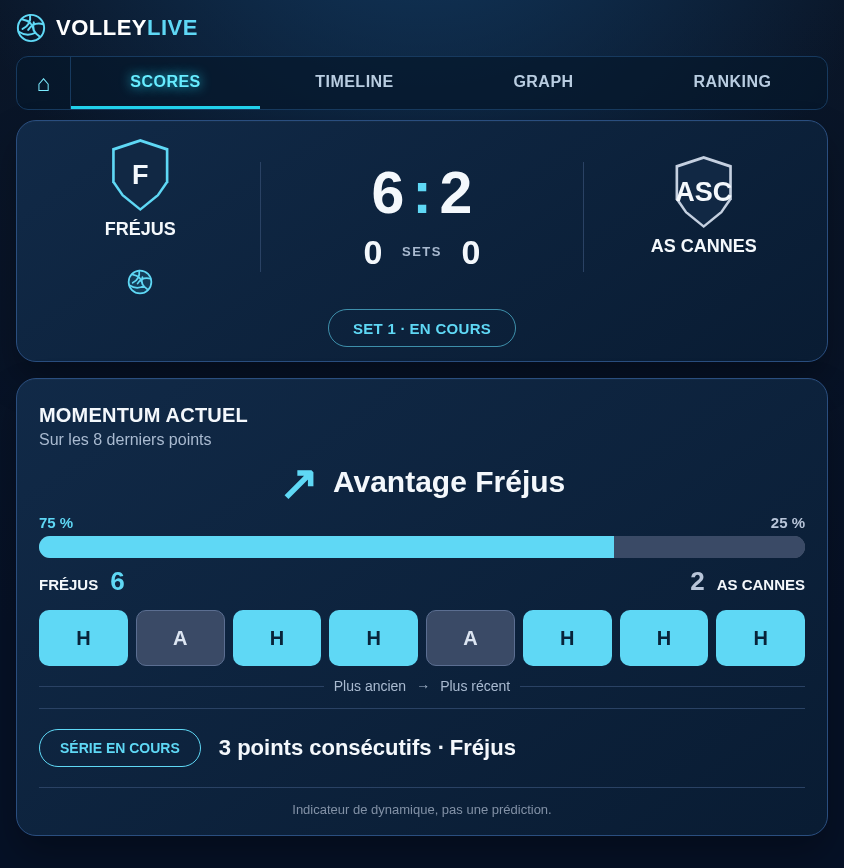 VOLLEYLIVE
SCORES TIMELINE GRAPH RANKING
F
FRÉJUS
6:2
0 SETS 0
ASC
AS CANNES
SET 1 · EN COURS
MOMENTUM ACTUEL
Sur les 8 derniers points
↗ Avantage Fréjus
75 % 25 %
FRÉJUS 6 2 AS CANNES
H A H H A H H H
Plus ancien → Plus récent
SÉRIE EN COURS 3 points consécutifs · Fréjus
Indicateur de dynamique, pas une prédiction.